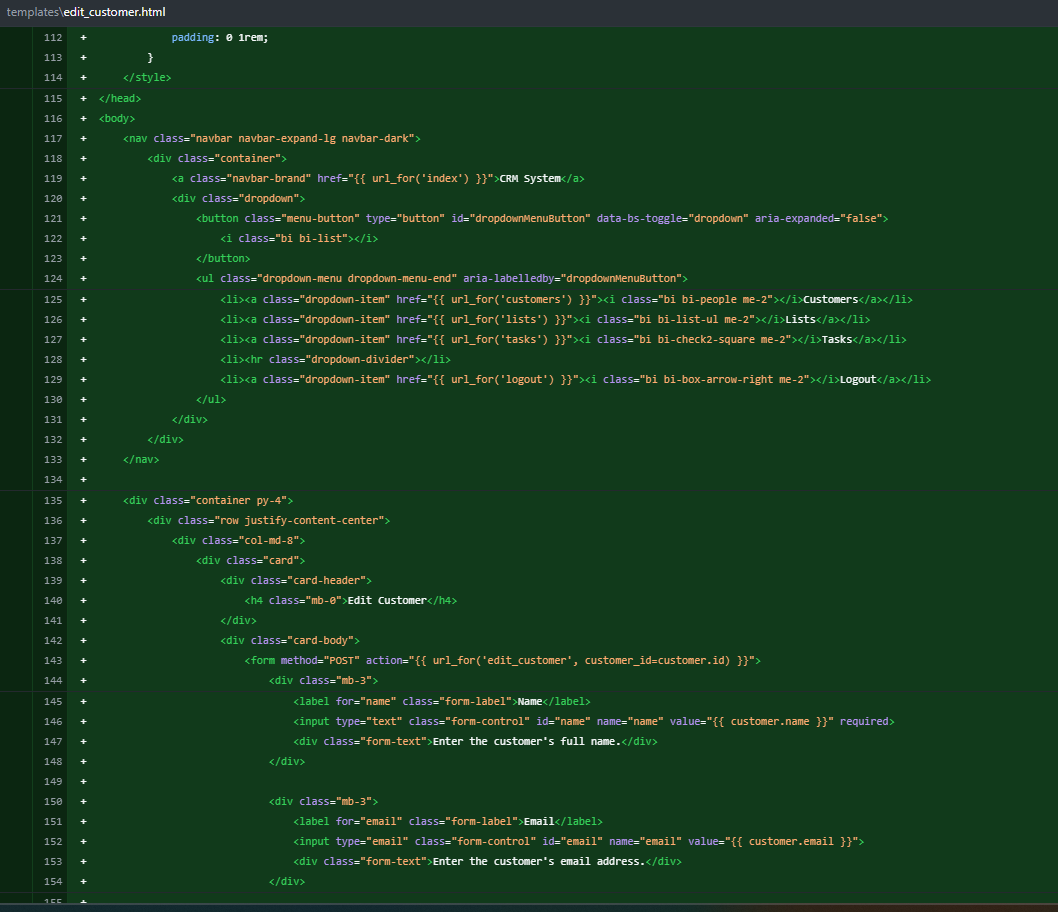 templates\edit_customer.html
112 + padding: 0 1rem;
113 + }
114 + </style>
115 + </head>
116 + <body>
117 + <nav class="navbar navbar-expand-lg navbar-dark">
118 + <div class="container">
119 + <a class="navbar-brand" href="{{ url_for('index') }}">CRM System</a>
120 + <div class="dropdown">
121 + <button class="menu-button" type="button" id="dropdownMenuButton" data-bs-toggle="dropdown" aria-expanded="false">
122 + <i class="bi bi-list"></i>
123 + </button>
124 + <ul class="dropdown-menu dropdown-menu-end" aria-labelledby="dropdownMenuButton">
125 + <li><a class="dropdown-item" href="{{ url_for('customers') }}"><i class="bi bi-people me-2"></i>Customers</a></li>
126 + <li><a class="dropdown-item" href="{{ url_for('lists') }}"><i class="bi bi-list-ul me-2"></i>Lists</a></li>
127 + <li><a class="dropdown-item" href="{{ url_for('tasks') }}"><i class="bi bi-check2-square me-2"></i>Tasks</a></li>
128 + <li><hr class="dropdown-divider"></li>
129 + <li><a class="dropdown-item" href="{{ url_for('logout') }}"><i class="bi bi-box-arrow-right me-2"></i>Logout</a></li>
130 + </ul>
131 + </div>
132 + </div>
133 + </nav>
134 +
135 + <div class="container py-4">
136 + <div class="row justify-content-center">
137 + <div class="col-md-8">
138 + <div class="card">
139 + <div class="card-header">
140 + <h4 class="mb-0">Edit Customer</h4>
141 + </div>
142 + <div class="card-body">
143 + <form method="POST" action="{{ url_for('edit_customer', customer_id=customer.id) }}">
144 + <div class="mb-3">
145 + <label for="name" class="form-label">Name</label>
146 + <input type="text" class="form-control" id="name" name="name" value="{{ customer.name }}" required>
147 + <div class="form-text">Enter the customer's full name.</div>
148 + </div>
149 +
150 + <div class="mb-3">
151 + <label for="email" class="form-label">Email</label>
152 + <input type="email" class="form-control" id="email" name="email" value="{{ customer.email }}">
153 + <div class="form-text">Enter the customer's email address.</div>
154 + </div>
155 +